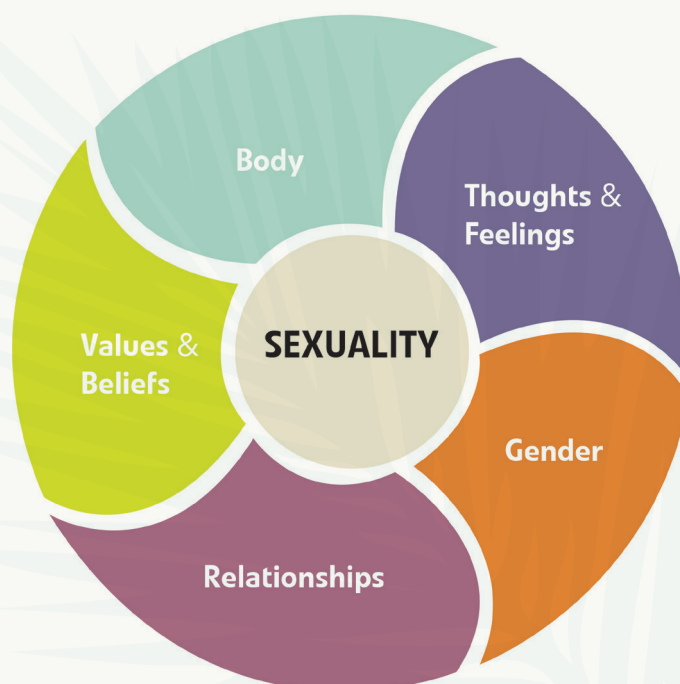 Body
Thoughts &
Feelings
SEXUALITY
Values &
Beliefs
Gender
Relationships